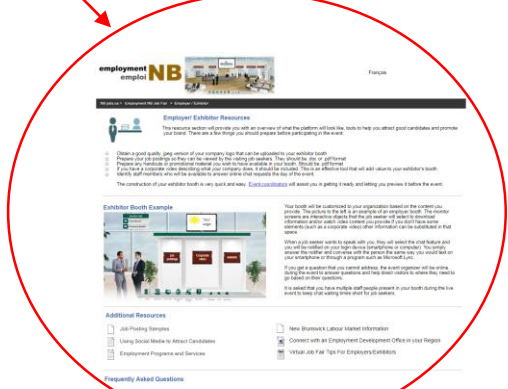 employment
emploi NB
Français
NBjobs.ca > Employment NB Job Fair > Employer / Exhibitor
Employer/ Exhibitor Resources
This resource section will provide you with an overview of what the platform will look like, tools to help you attract good candidates and promote
your brand. There are a few things you should prepare before participating in the event.
Obtain a good quality .jpeg version of your company logo that can be uploaded to your exhibitor booth
Prepare your job postings so they can be viewed by the visiting job seekers. They should be .doc or .pdf format
Prepare any handouts or promotional material you wish to have available in your booth. Should be .pdf format
If you have a corporate video describing what your company does, it should be included. This is an effective tool that will add value to your exhibitor's booth.
Identify staff members who will be available to answer online chat requests the day of the event.
The construction of your exhibitor booth is very quick and easy. Event coordinators will assist you in getting it ready and letting you preview it before the event.
Exhibitor Booth Example
Your logo
Job postings
Corporate video
Your booth will be customized to your organization based on the content you
provide. The picture to the left is an example of an employer booth. The monitor
screens are interactive objects that the job seeker will select to download
information and/or watch video content you provide if you don't have some
elements (such as a corporate video) other information can be substituted in that
space.
When a job seeker wants to speak with you, they will select the chat feature and
you will be notified on your login device (smartphone or computer). You simply
answer the notifier and converse with the person the same way you would text on
your smartphone or through a program such as Microsoft Lync.
If you get a question that you cannot address, the event organizer will be online
during the event to answer questions and help direct visitors to where they need to
go based on their questions.
It is asked that you have multiple staff people present in your booth during the live
event to keep chat waiting times short for job seekers.
Additional Resources
Job Posting Samples
New Brunswick Labour Market Information
Using Social Media to Attract Candidates
Connect with an Employment Development Office in your Region
Employment Programs and Services
Virtual Job Fair Tips For Employers/Exhibitors
Frequently Asked Questions